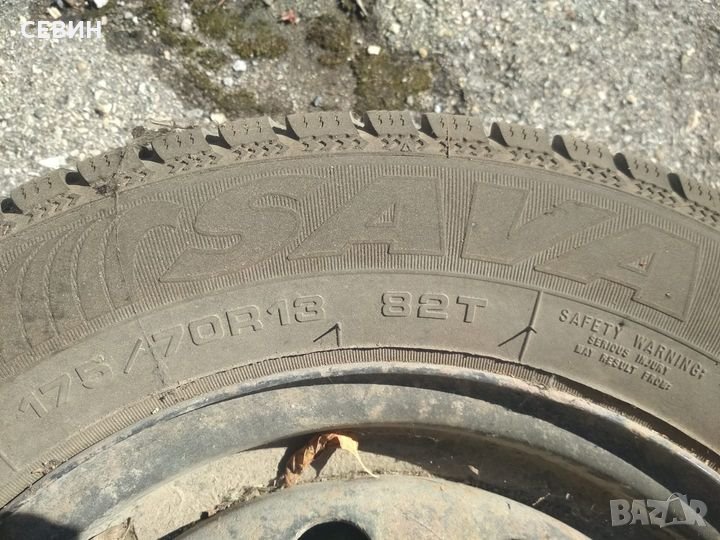 СЕВИН
SAVA
175/70R13 82T
SAFETY WARNING:
SERIOUS INJURY
MAY RESULT FROM:
BAZAR